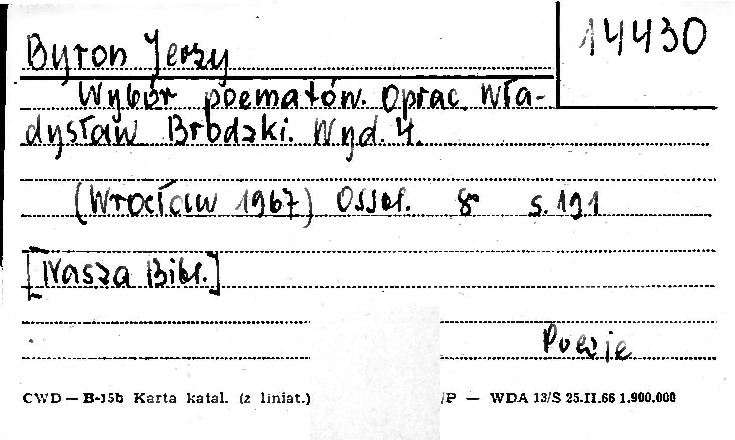 14430
Byron Jerzy
Wybór poematów. Oprac. Wła-
dysław Brodzki. Wyd. 4.
(Wrocław 1967) Ossol. 8° s. 191
[Nasza Bibl.]
Poezje
CWD — B-15b Karta katal. (z liniat.) /P — WDA 13/S 25.II.66 1.900.000